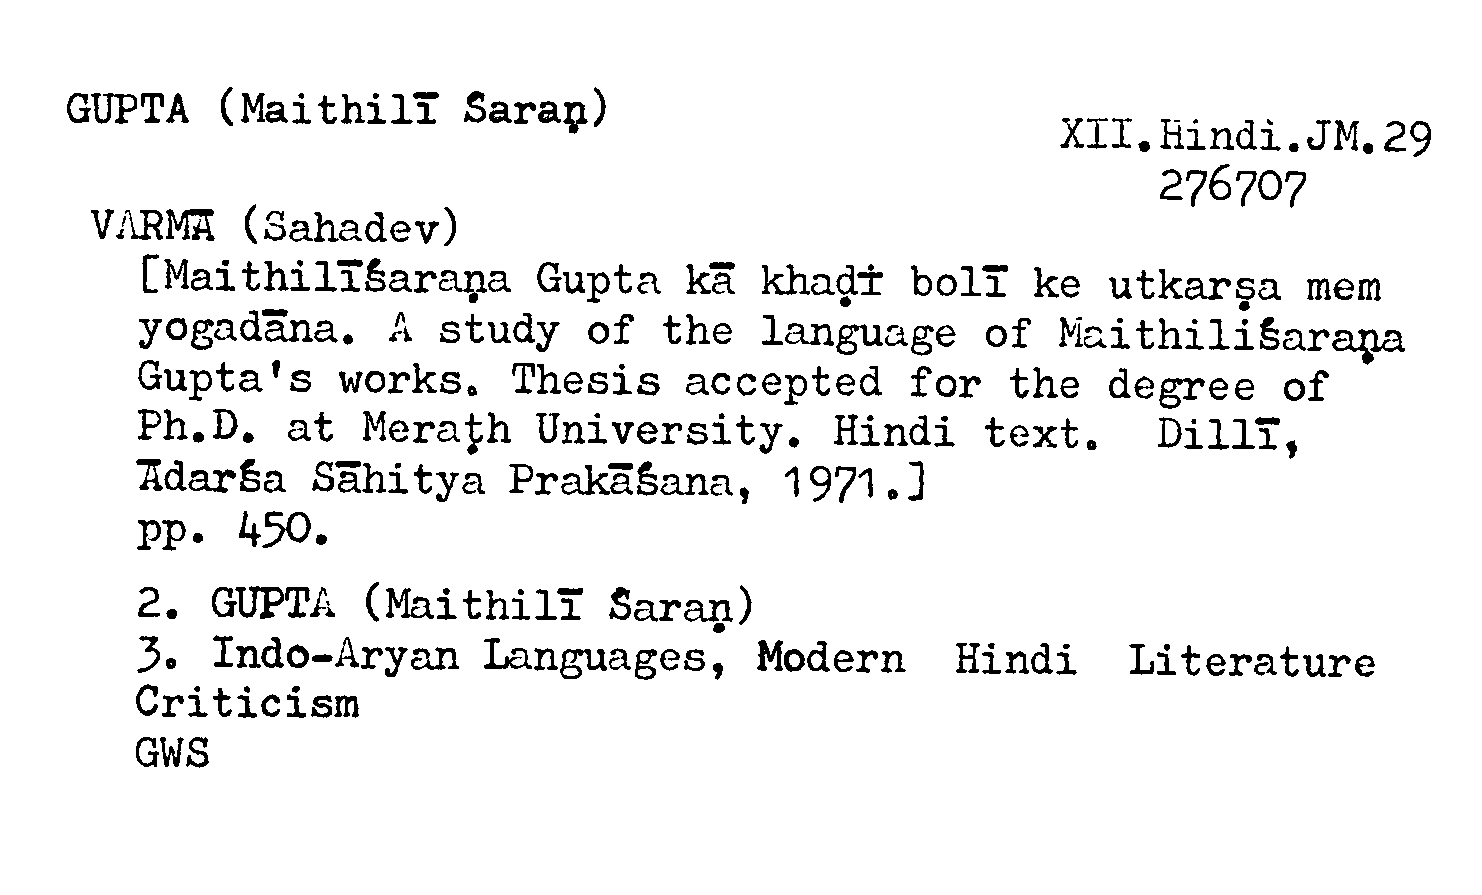 GUPTA (Maithilī Śaraṇ)
XII.Hindi.JM.29
276707
VARMĀ (Sahadev)
[Maithilīśaraṇa Gupta kā khaḍī bolī ke utkarṣa mem
yogadāna. A study of the language of Maithiliśaraṇa
Gupta's works. Thesis accepted for the degree of
Ph.D. at Meraṭh University. Hindi text. Dillī,
Ādarśa Sāhitya Prakāśana, 1971.]
pp. 450.
2. GUPTA (Maithilī Śaraṇ)
3. Indo-Aryan Languages, Modern Hindi Literature
Criticism
GWS